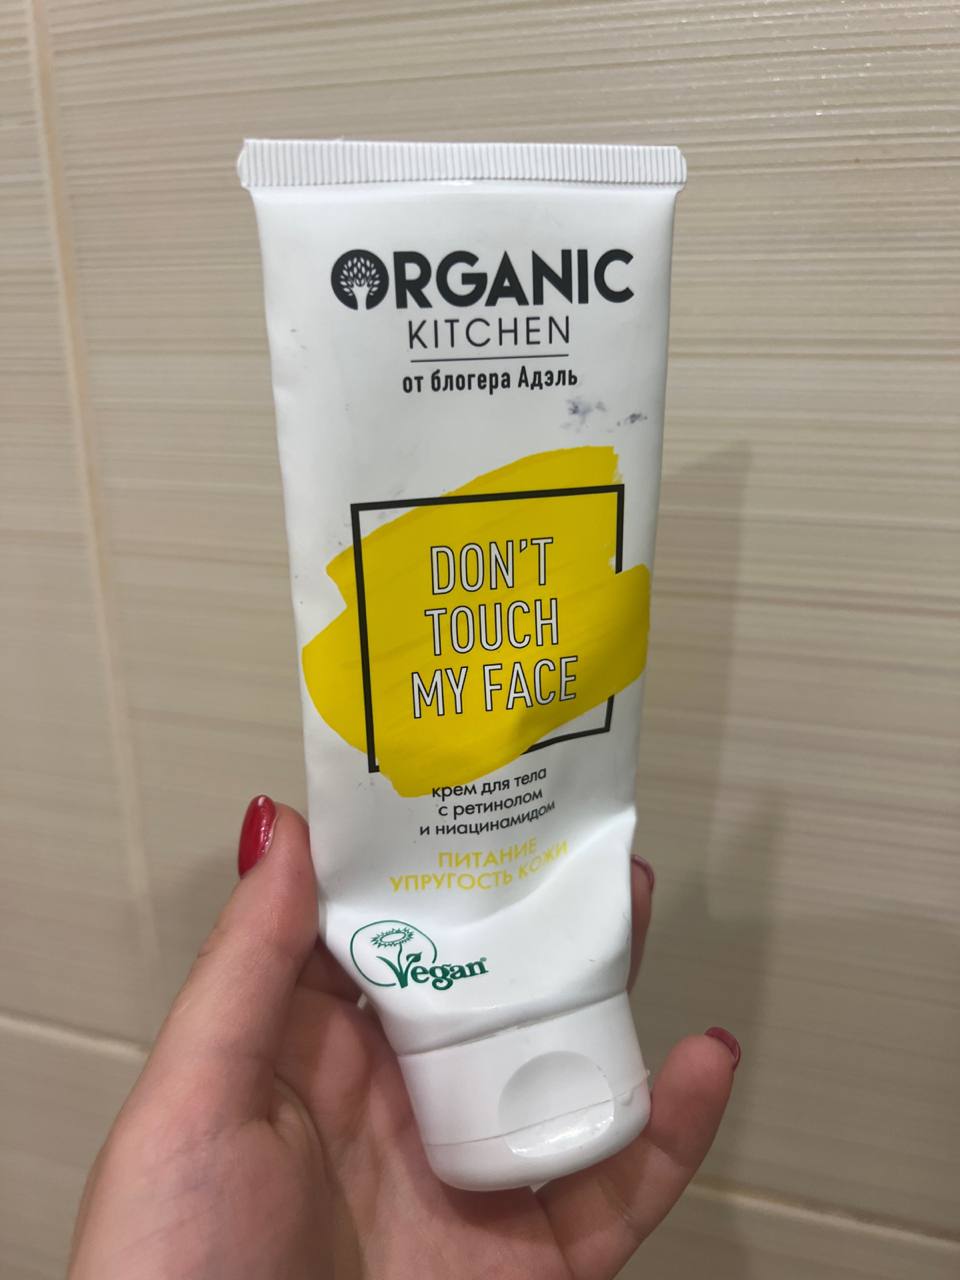 ORGANIC
KITCHEN
от блогера Адэль
DON'T
TOUCH
MY FACE
крем для тела
с ретинолом
и ниацинамидом
ПИТАНИЕ
УПРУГОСТЬ КОЖИ
Vegan